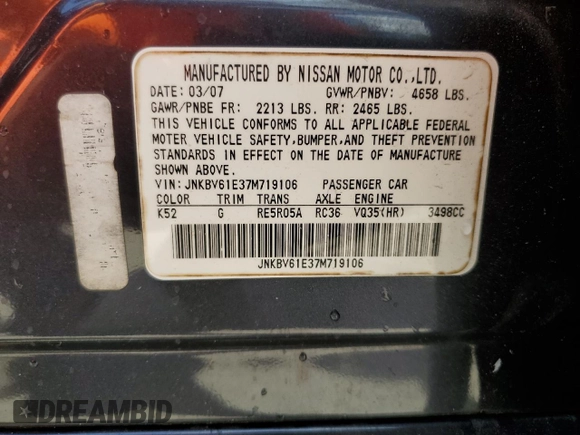 MANUFACTURED BY NISSAN MOTOR CO.,LTD.
DATE: 03/07 GVWR/PNBV: 4658 LBS.
GAWR/PNBE FR: 2213 LBS. RR: 2465 LBS.
THIS VEHICLE CONFORMS TO ALL APPLICABLE FEDERAL
MOTOR VEHICLE SAFETY,BUMPER,AND THEFT PREVENTION
STANDARDS IN EFFECT ON THE DATE OF MANUFACTURE
SHOWN ABOVE.
VIN: JNKBV61E37M719106 PASSENGER CAR
COLOR TRIM TRANS AXLE ENGINE
K52 G RE5R05A RC36 VQ35(HR) 3498CC
JNKBV61E37M719106
DREAMBID